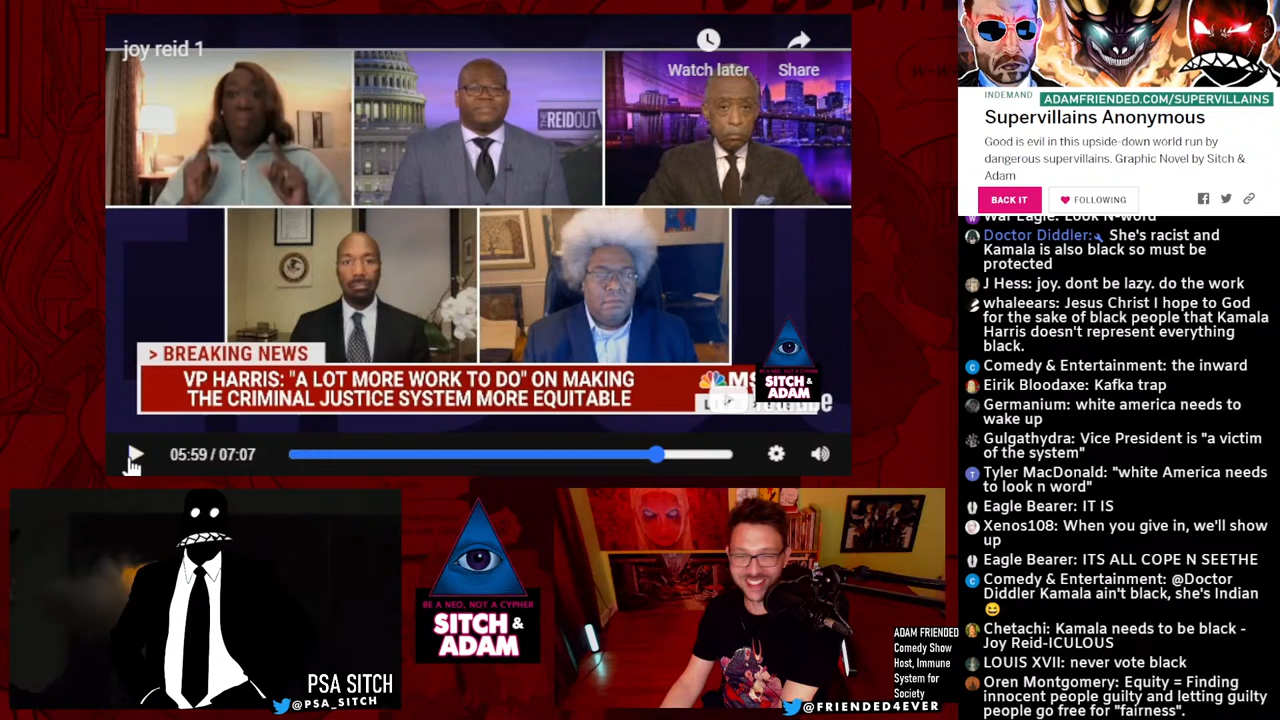 joy reid 1
Watch later
Share
THE REIDOUT
> BREAKING NEWS
VP HARRIS: "A LOT MORE WORK TO DO" ON MAKING
THE CRIMINAL JUSTICE SYSTEM MORE EQUITABLE
BE A NEO, NOT A CYPHER
SITCH &
ADAM
05:59 / 07:07
PSA SITCH
@PSA_SITCH
BE A NEO, NOT A CYPHER
SITCH &
ADAM
ADAM FRIENDED
Comedy Show
Host, Immune
System for
Society
@FRIENDED4EVER
INDEMAND
ADAMFRIENDED.COM/SUPERVILLAINS
Supervillains Anonymous
Good is evil in this upside-down world run by
dangerous supervillains. Graphic Novel by Sitch &
Adam
BACK IT
FOLLOWING
War Eagle: Look N-word
Doctor Diddler: She's racist and
Kamala is also black so must be
protected
J Hess: joy. dont be lazy. do the work
whaleears: Jesus Christ I hope to God
for the sake of black people that Kamala
Harris doesn't represent everything
black.
Comedy & Entertainment: the inward
Eirik Bloodaxe: Kafka trap
Germanium: white america needs to
wake up
Gulgathydra: Vice President is "a victim
of the system"
Tyler MacDonald: "white America needs
to look n word"
Eagle Bearer: IT IS
Xenos108: When you give in, we'll show
up
Eagle Bearer: ITS ALL COPE N SEETHE
Comedy & Entertainment: @Doctor
Diddler Kamala ain't black, she's Indian
Chetachi: Kamala needs to be black -
Joy Reid-ICULOUS
LOUIS XVII: never vote black
Oren Montgomery: Equity = Finding
innocent people guilty and letting guilty
people go free for "fairness".